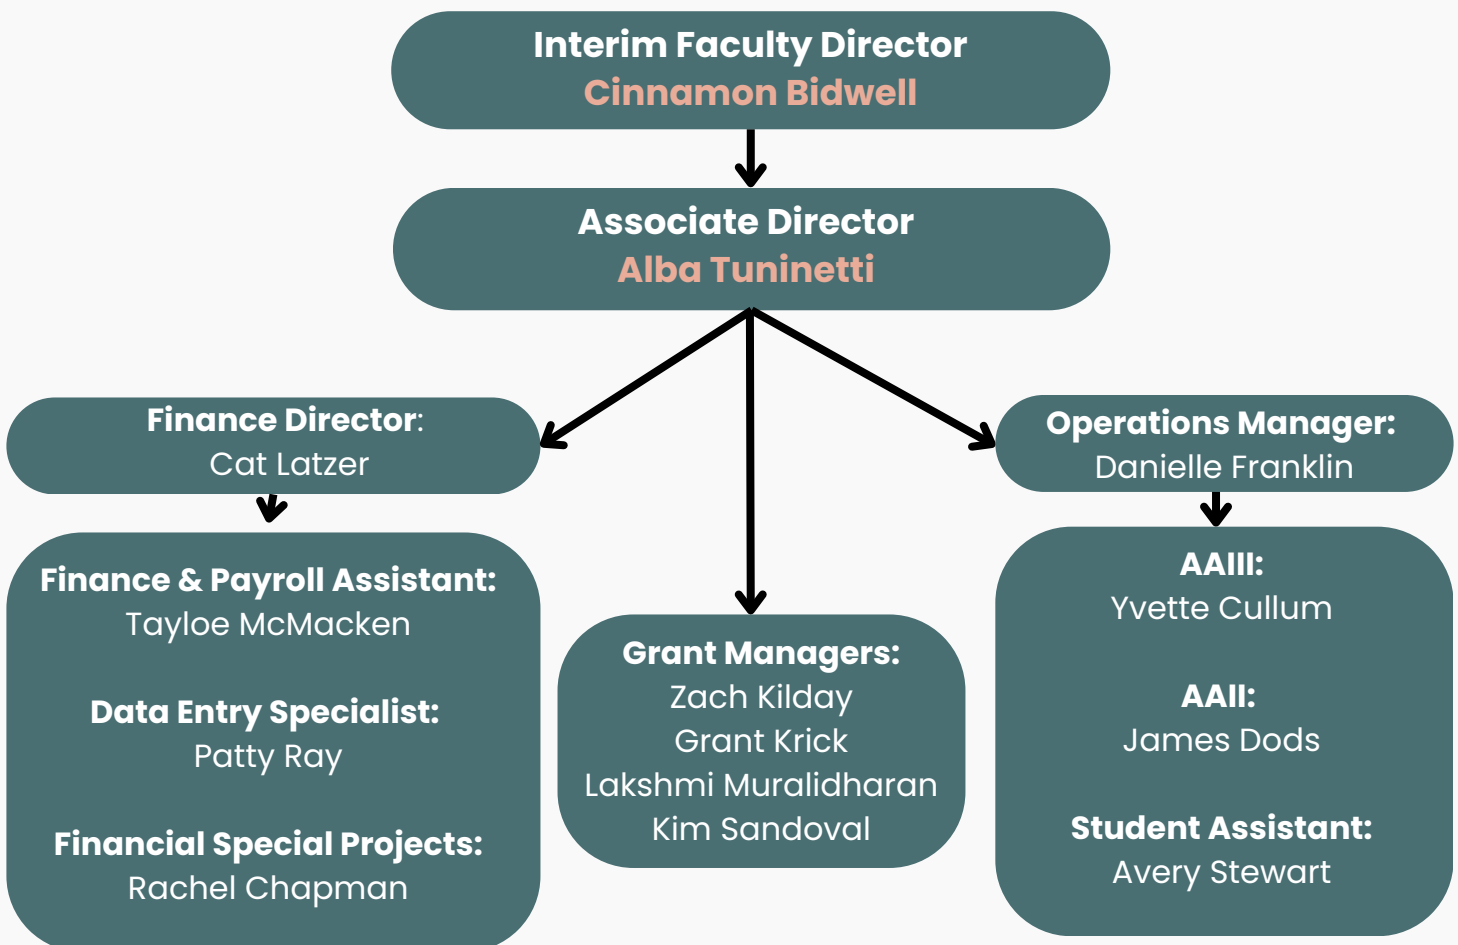 Interim Faculty Director
Cinnamon Bidwell
Associate Director
Alba Tuninetti
Finance Director:
Cat Latzer
Operations Manager:
Danielle Franklin
Finance & Payroll Assistant:
Tayloe McMacken
Data Entry Specialist:
Patty Ray
Financial Special Projects:
Rachel Chapman
Grant Managers:
Zach Kilday
Grant Krick
Lakshmi Muralidharan
Kim Sandoval
AAIII:
Yvette Cullum
AAII:
James Dods
Student Assistant:
Avery Stewart